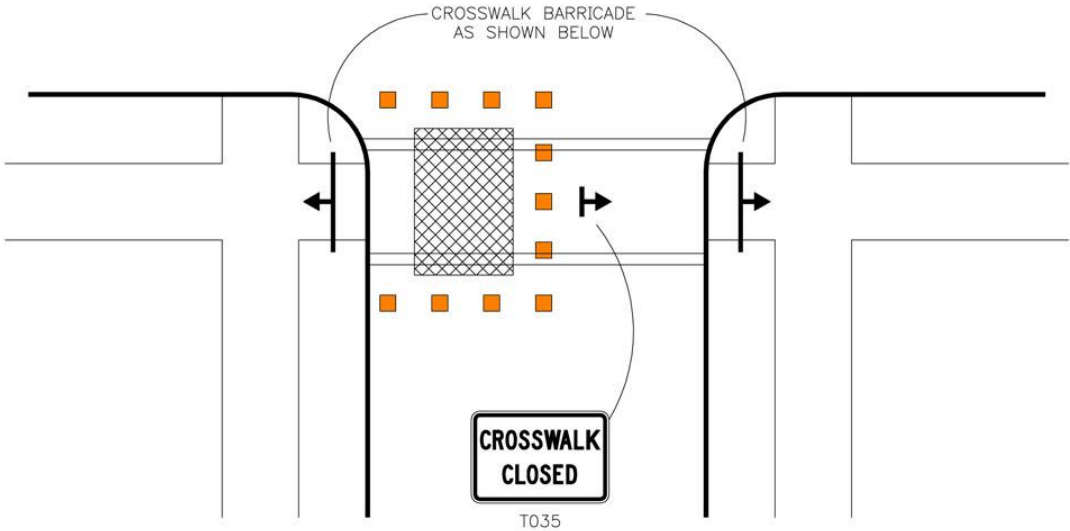 CROSSWALK BARRICADE
AS SHOWN BELOW
CROSSWALK
CLOSED
T035